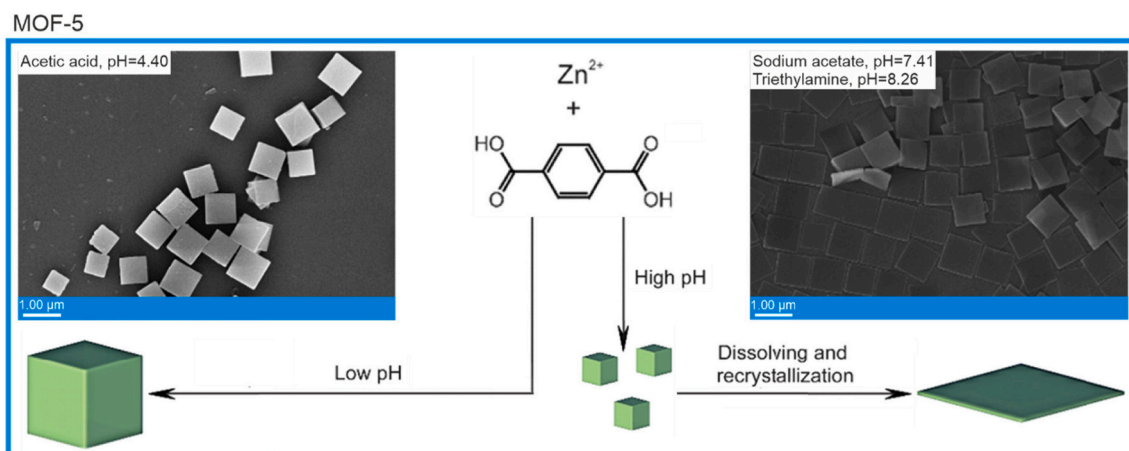 MOF-5
Acetic acid, pH=4.40
1.00 µm
Zn²⁺
+
HO
O
O
OH
Sodium acetate, pH=7.41
Triethylamine, pH=8.26
1.00 µm
High pH
Low pH
Dissolving and
recrystallization